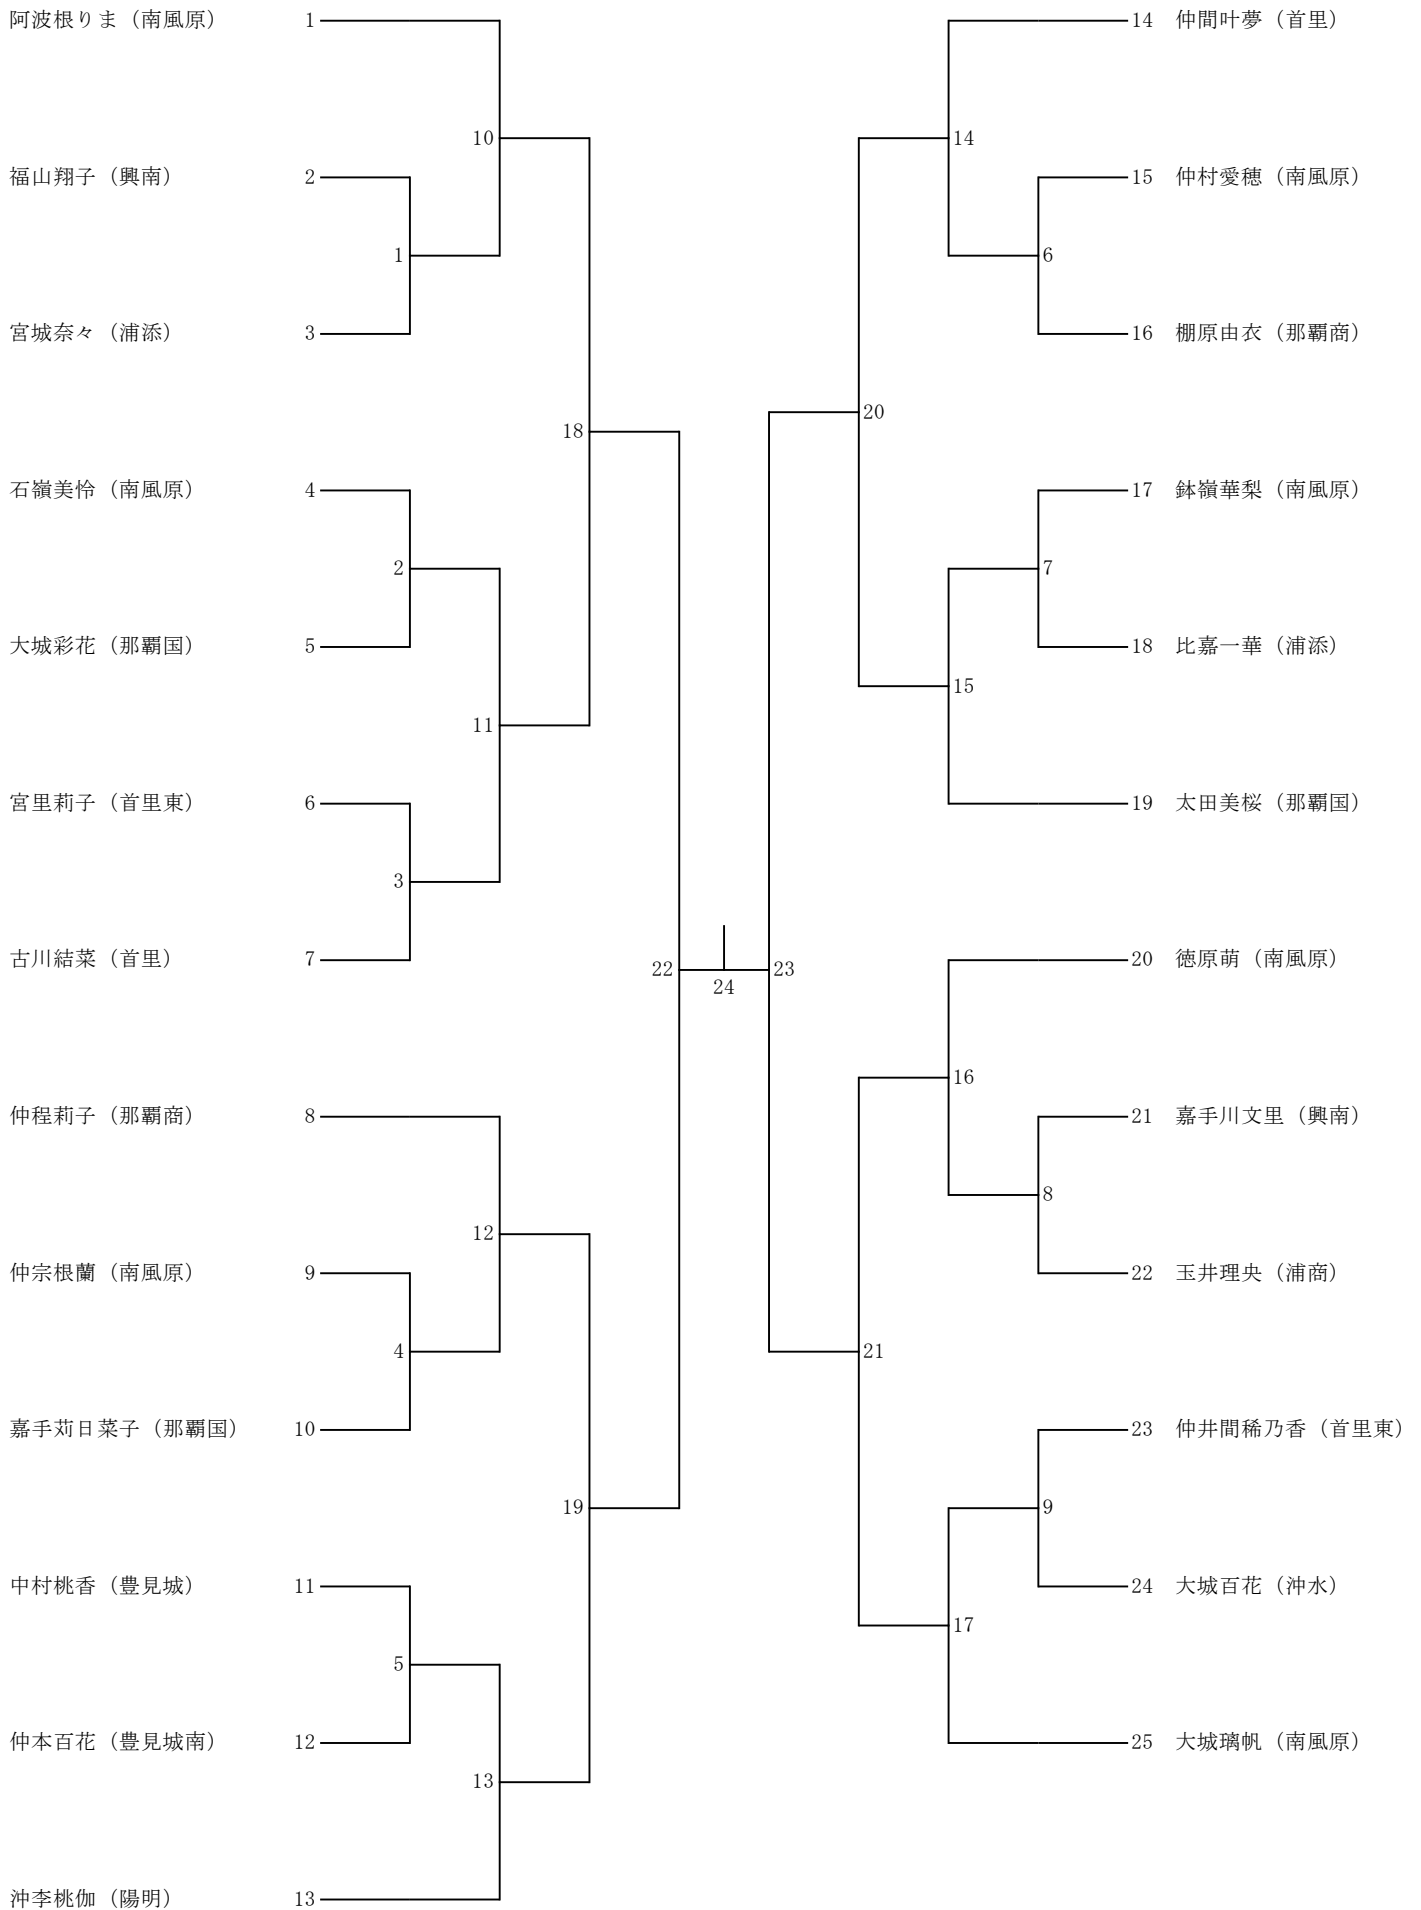 阿波根りま（南風原） 1
福山翔子（興南） 2
宮城奈々（浦添） 3
石嶺美怜（南風原） 4
大城彩花（那覇国） 5
宮里莉子（首里東） 6
古川結菜（首里） 7
仲程莉子（那覇商） 8
仲宗根蘭（南風原） 9
嘉手苅日菜子（那覇国） 10
中村桃香（豊見城） 11
仲本百花（豊見城南） 12
沖李桃伽（陽明） 13
1
2
3
4
5
10
11
12
13
18
19
22
24
23
20
21
14
15
16
17
6
7
8
9
14 仲間叶夢（首里）
15 仲村愛穂（南風原）
16 棚原由衣（那覇商）
17 鉢嶺華梨（南風原）
18 比嘉一華（浦添）
19 太田美桜（那覇国）
20 徳原萌（南風原）
21 嘉手川文里（興南）
22 玉井理央（浦商）
23 仲井間稀乃香（首里東）
24 大城百花（沖水）
25 大城璃帆（南風原）